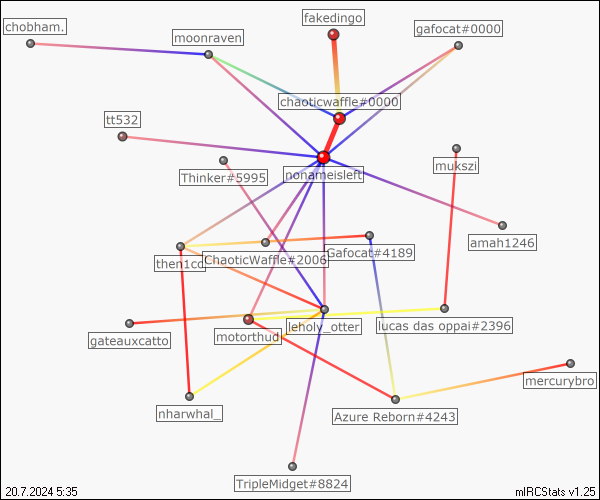 fakedingo
chobham.
gafocat#0000
moonraven
chaoticwaffle#0000
tt532
mukszi
nonameisleft
Thinker#5995
amah1246
Gafocat#4189
then1cd
ChaoticWaffle#2006
leholy_otter
lucas das oppai#2396
motorthud
gateauxcatto
mercurybro
nharwhal_
Azure Reborn#4243
TripleMidget#8824
20.7.2024 5:35
mIRCStats v1.25